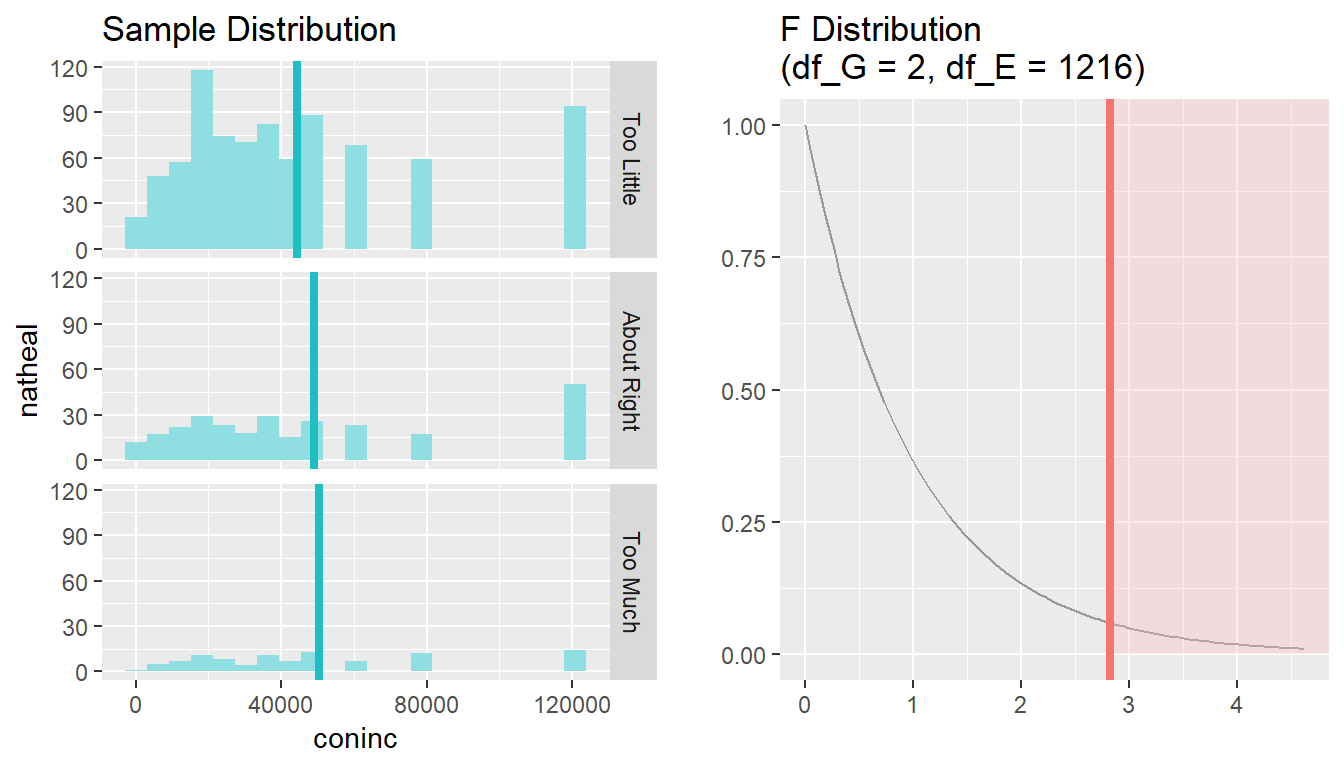 Sample Distribution
120
90
60
30
0
Too Little
120
90
60
30
0
About Right
120
90
60
30
0
Too Much
natheal
0 40000 80000 120000
coninc
F Distribution
(df_G = 2, df_E = 1216)
1.00
0.75
0.50
0.25
0.00
0 1 2 3 4